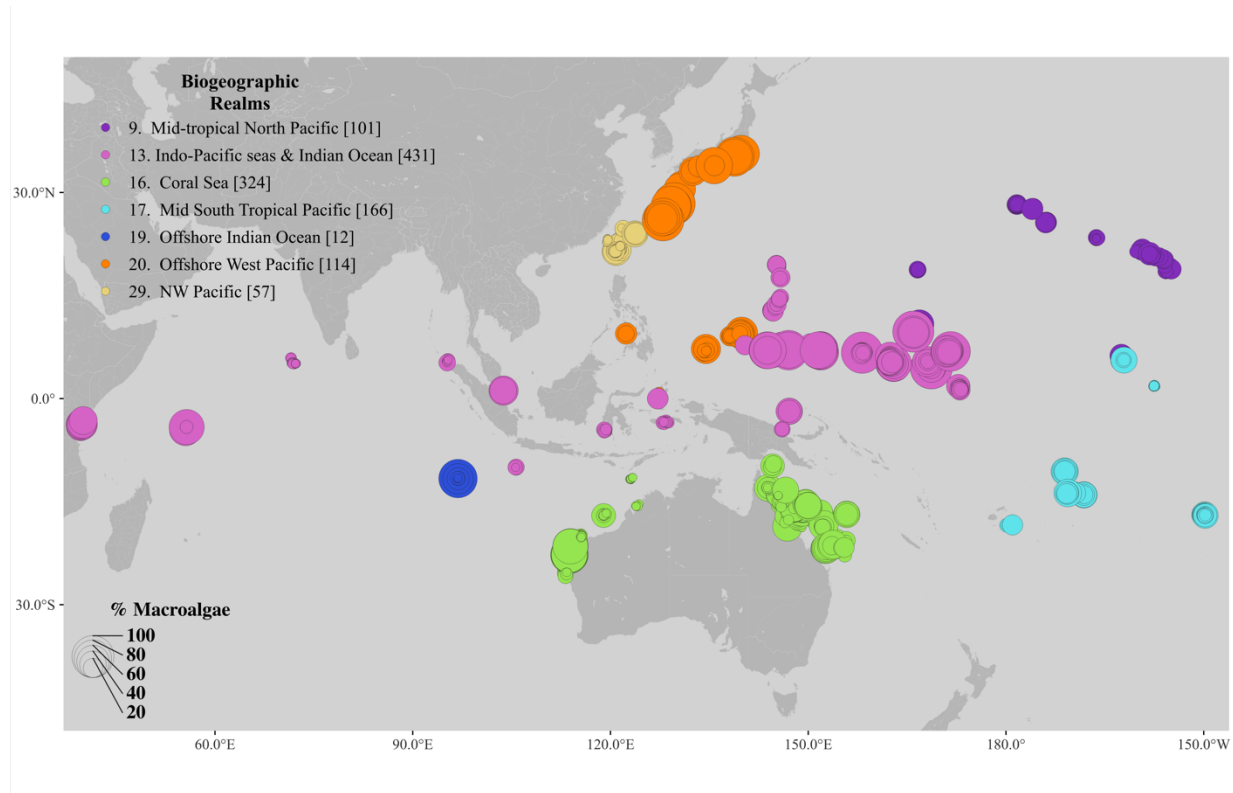 Biogeographic
Realms
9. Mid-tropical North Pacific [101]
13. Indo-Pacific seas & Indian Ocean [431]
16. Coral Sea [324]
17. Mid South Tropical Pacific [166]
19. Offshore Indian Ocean [12]
20. Offshore West Pacific [114]
29. NW Pacific [57]
30.0°N
0.0°
30.0°S
% Macroalgae
100
80
60
40
20
60.0°E 90.0°E 120.0°E 150.0°E 180.0° 150.0°W